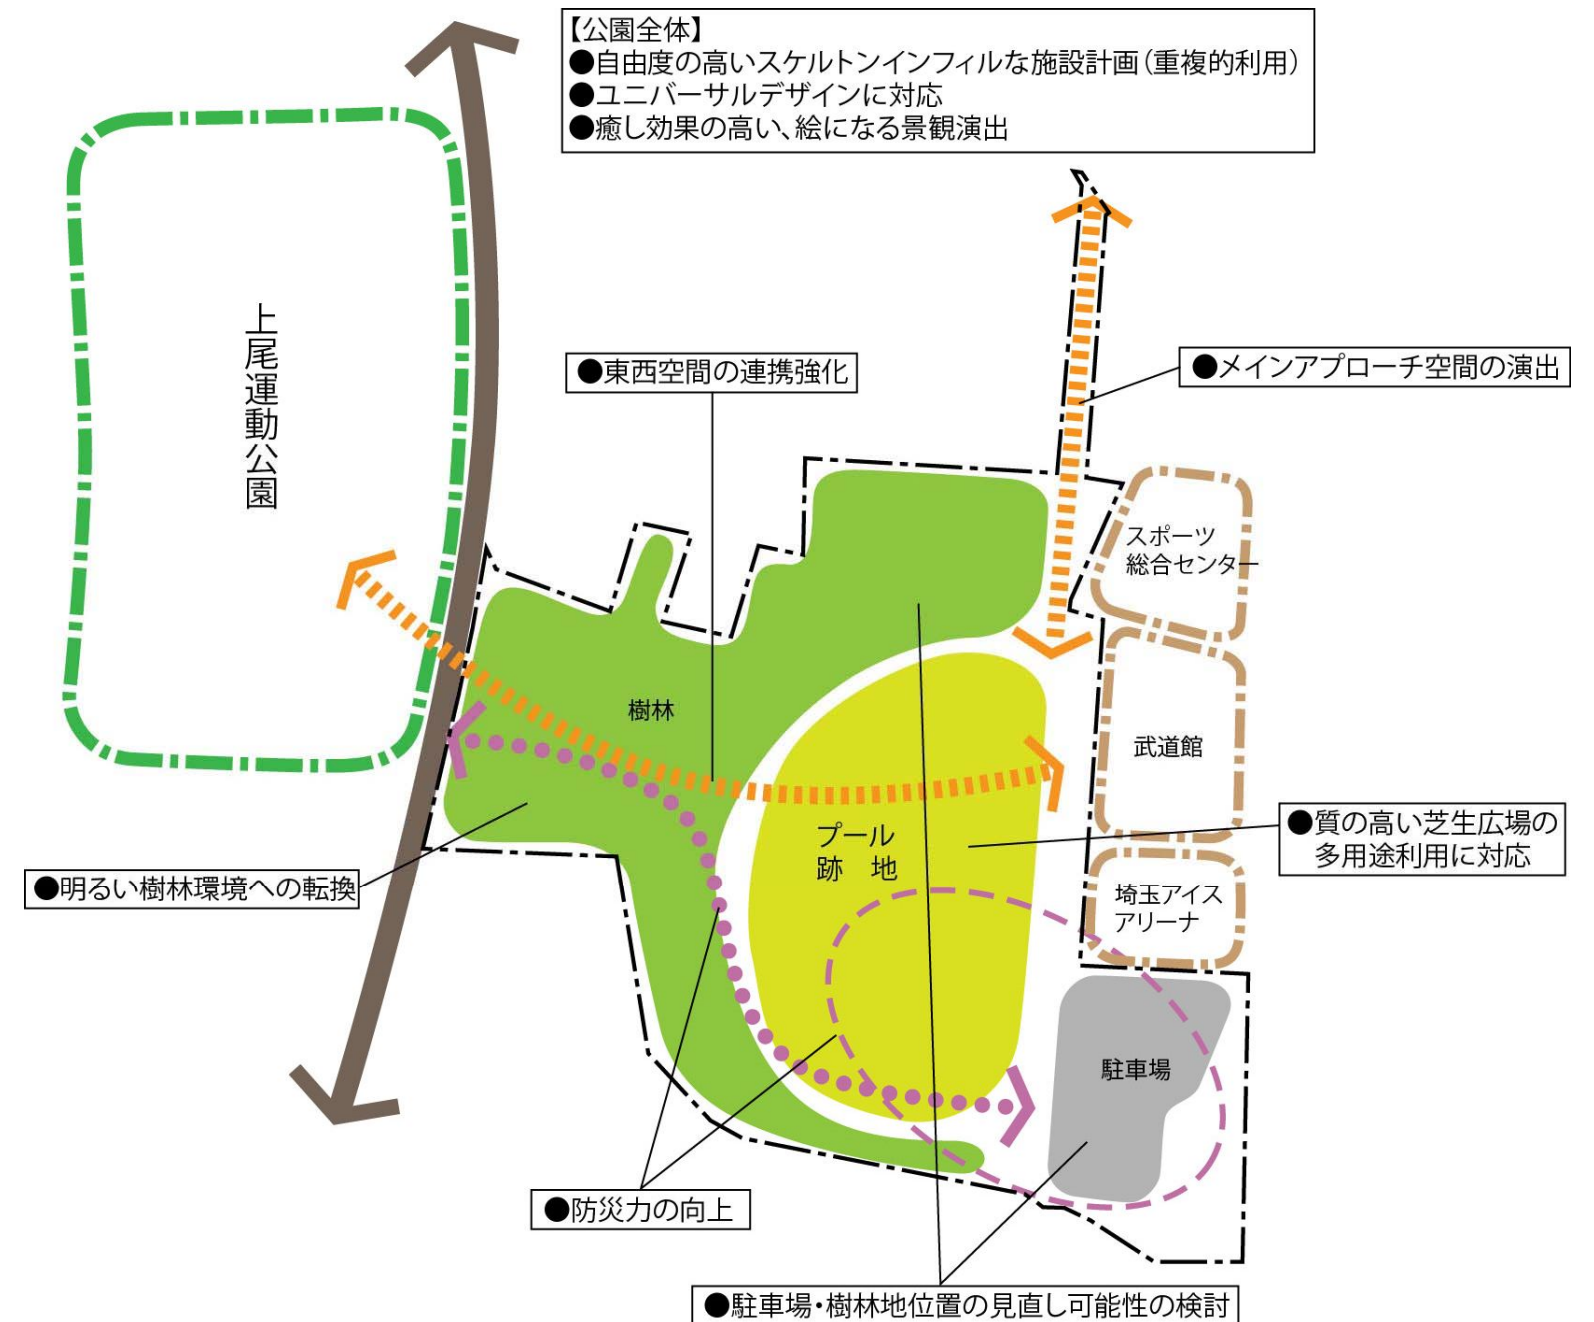 【公園全体】
●自由度の高いスケルトンインフィルな施設計画(重複的利用)
●ユニバーサルデザインに対応
●癒し効果の高い、絵になる景観演出
上尾運動公園
●東西空間の連携強化
●メインアプローチ空間の演出
スポーツ
総合センター
樹林
武道館
プール
跡 地
●質の高い芝生広場の
多用途利用に対応
●明るい樹林環境への転換
埼玉アイス
アリーナ
駐車場
●防災力の向上
●駐車場・樹林地位置の見直し可能性の検討